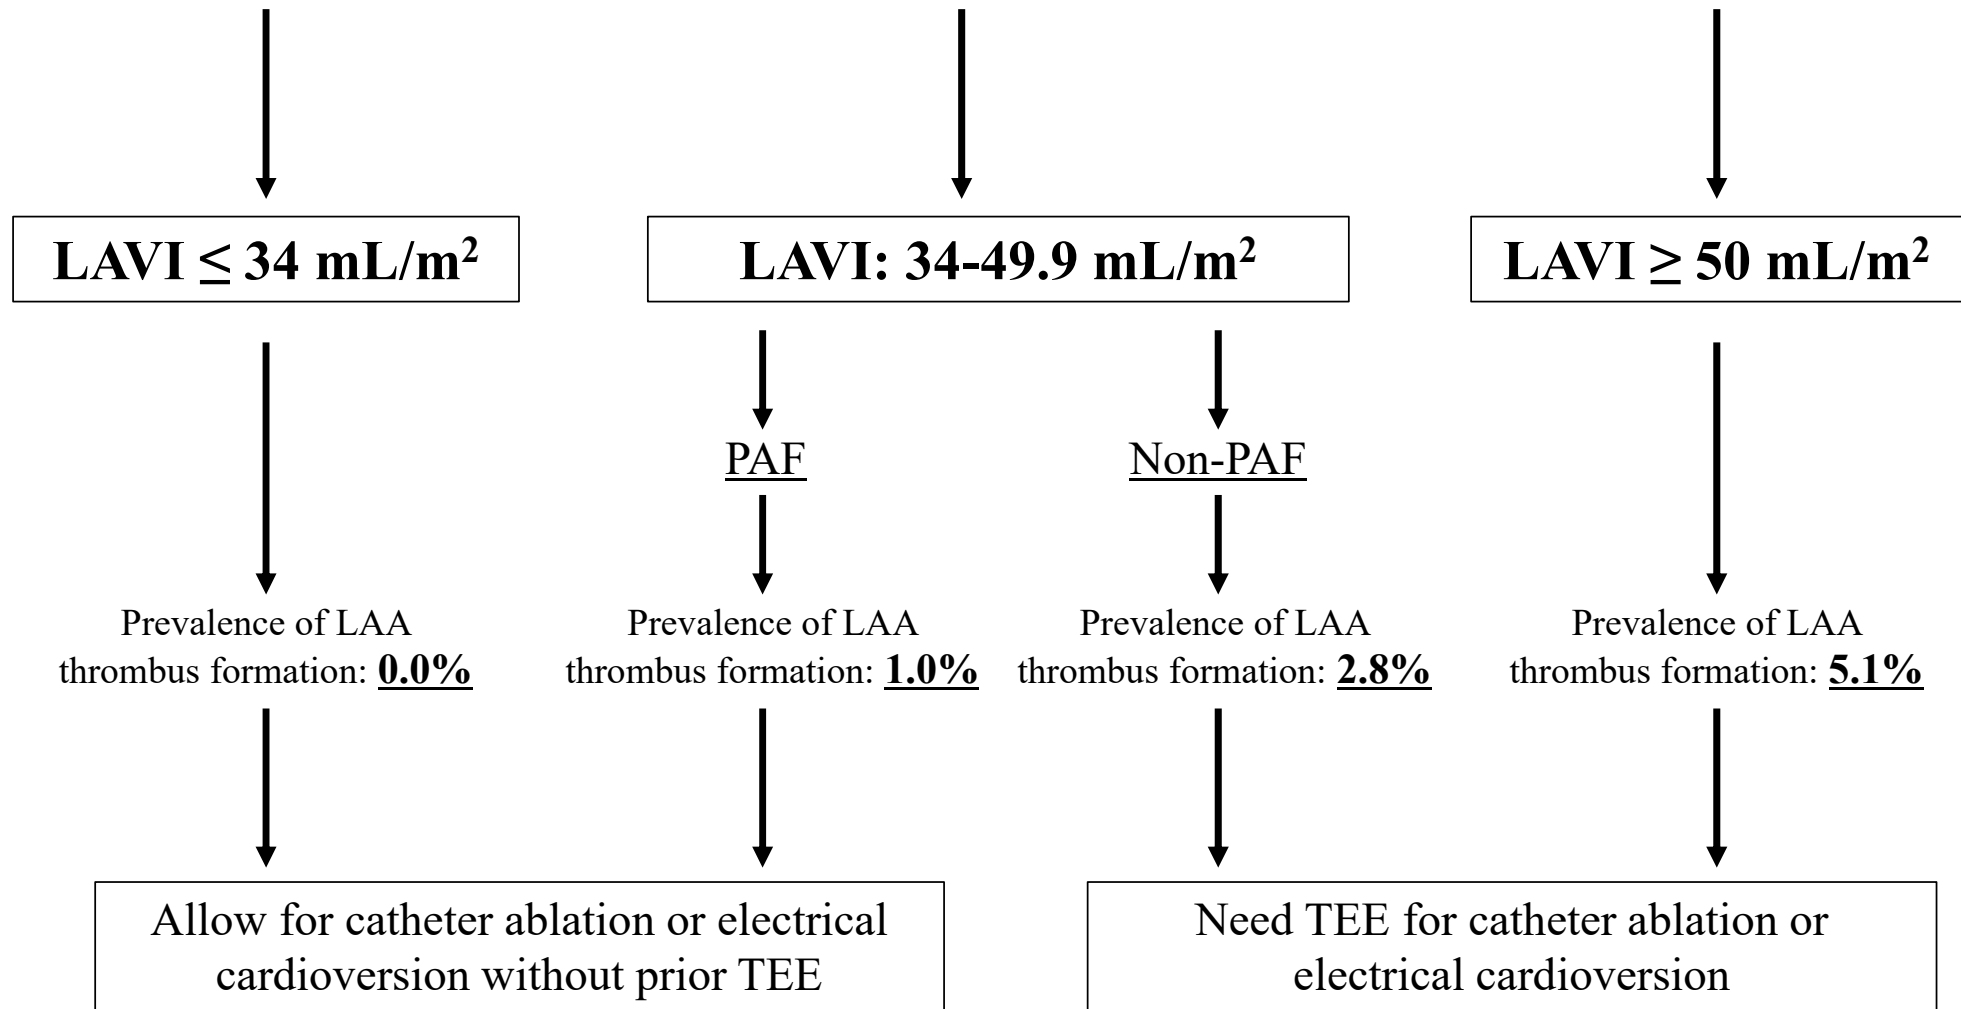 LAVI ≤ 34 mL/m²
LAVI: 34-49.9 mL/m²
LAVI ≥ 50 mL/m²
PAF
Non-PAF
Prevalence of LAA
thrombus formation: 0.0%
Prevalence of LAA
thrombus formation: 1.0%
Prevalence of LAA
thrombus formation: 2.8%
Prevalence of LAA
thrombus formation: 5.1%
Allow for catheter ablation or electrical
cardioversion without prior TEE
Need TEE for catheter ablation or
electrical cardioversion